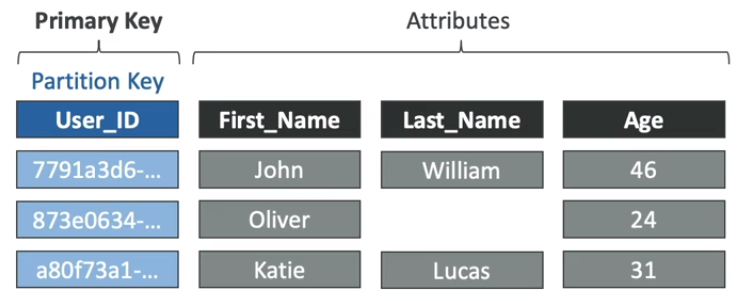 Primary Key Attributes
Partition Key
User_ID First_Name Last_Name Age
7791a3d6-... John William 46
873e0634-... Oliver 24
a80f73a1-... Katie Lucas 31